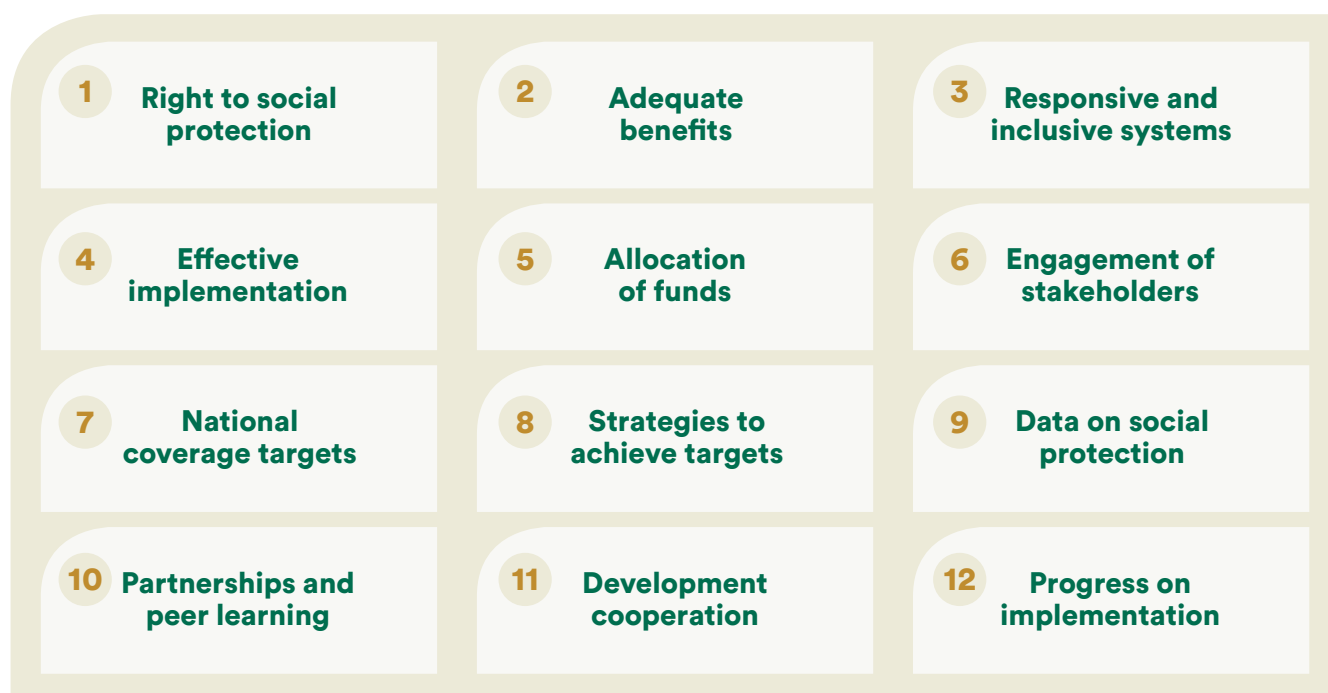 1
Right to social
protection
2
Adequate
benefits
3
Responsive and
inclusive systems
4
Effective
implementation
5
Allocation
of funds
6
Engagement of
stakeholders
7
National
coverage targets
8
Strategies to
achieve targets
9
Data on social
protection
10
Partnerships and
peer learning
11
Development
cooperation
12
Progress on
implementation